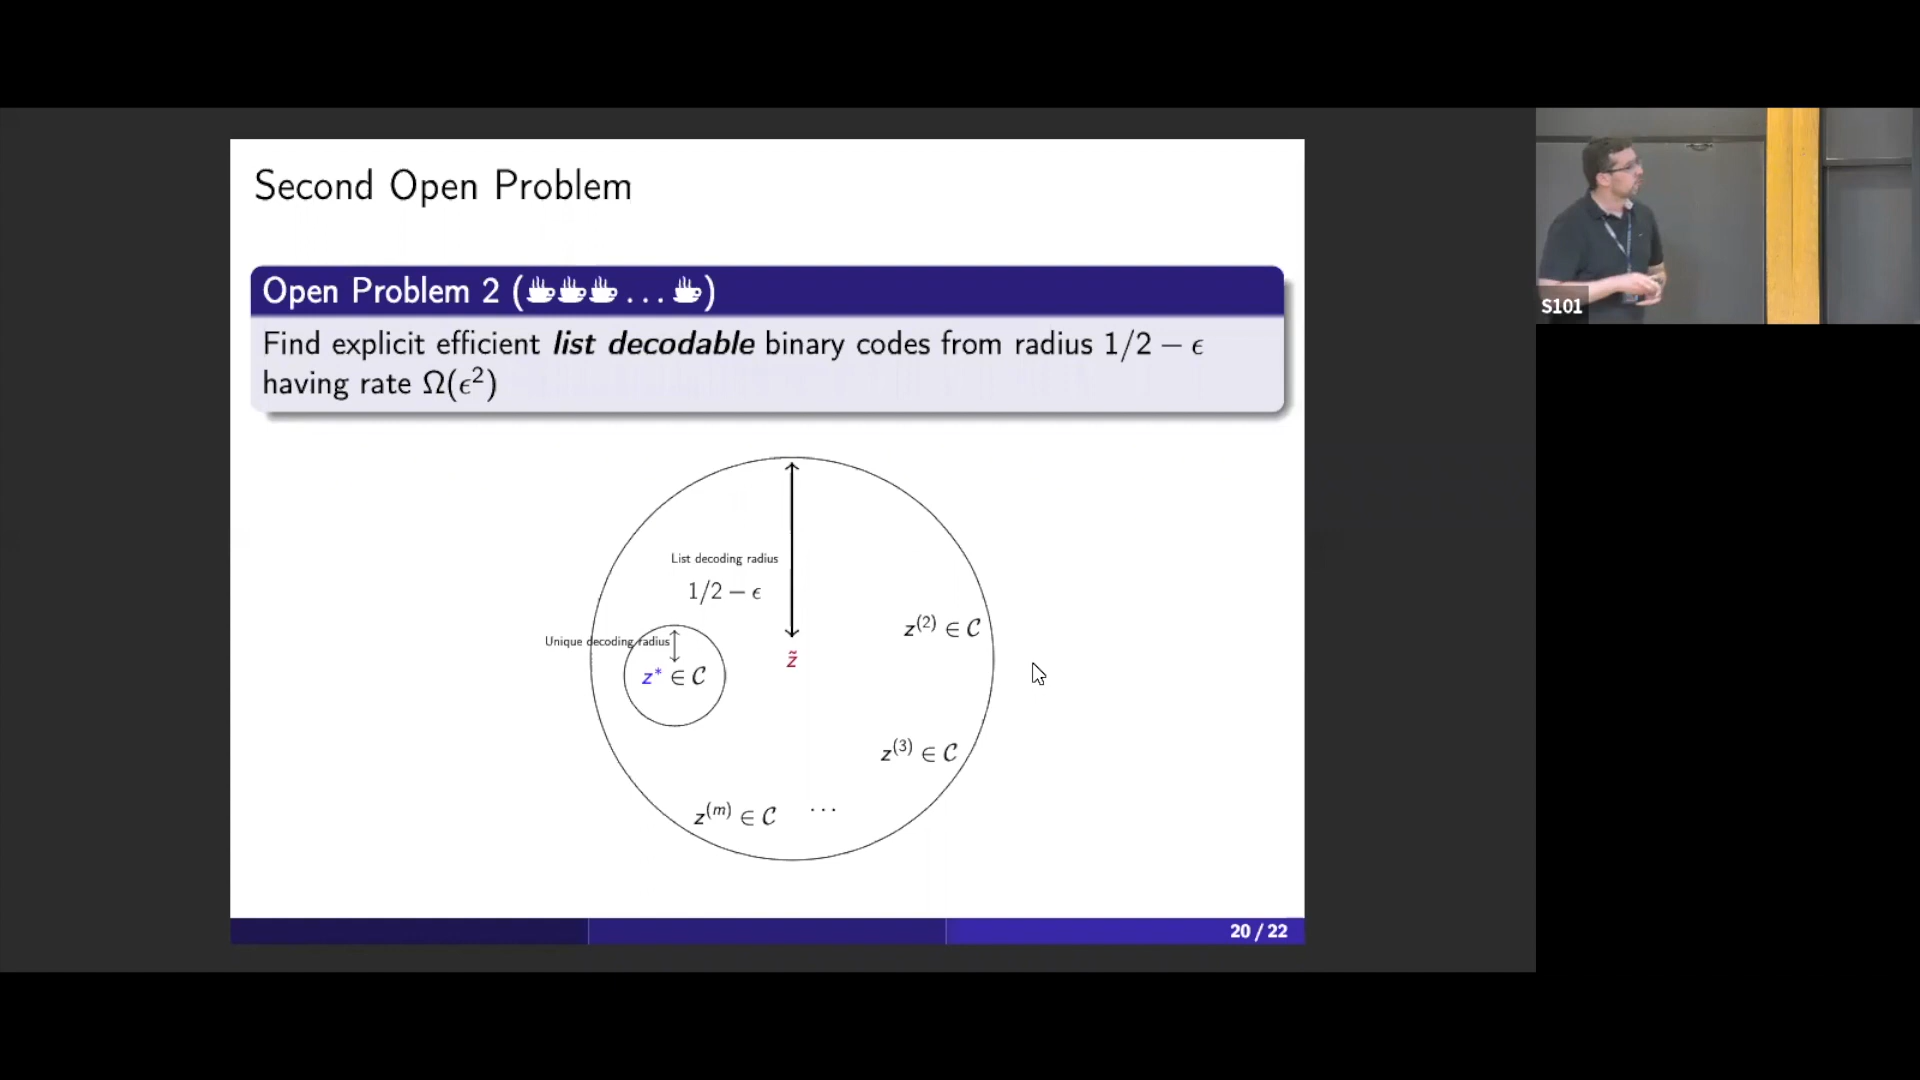 Second Open Problem
Open Problem 2 (☕☕☕...☕)
Find explicit efficient list decodable binary codes from radius 1/2 − ϵ
having rate Ω(ϵ²)
List decoding radius
1/2 − ϵ
Unique decoding radius
z* ∈ 𝒞
z̃
z⁽²⁾ ∈ 𝒞
z⁽³⁾ ∈ 𝒞
z⁽ᵐ⁾ ∈ 𝒞 ...
20 / 22
S101